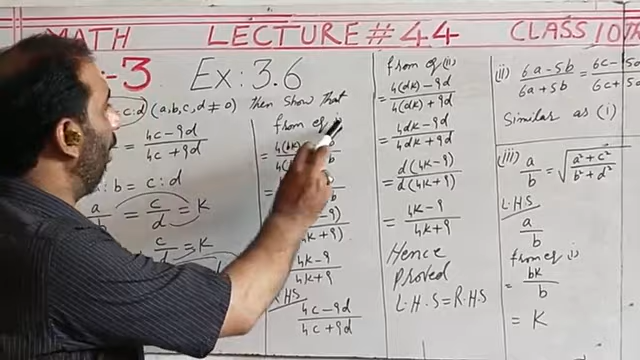 MATH LECTURE # 44 CLASS 10TH
-3 Ex: 3.6
=c:d (a,b,c,d ≠ 0) then show that
= 4c-9d / 4c+9d
a:b = c:d
a/b = c/d = K
c/d = K
from eq
= 4(bK)
4K-9
4K+9
R.H.S
4c-9d / 4c+9d
from eq (ii)
= 4(dK)-9d / 4(dK)+9d
= 4dK-9d / 4dK+9d
= d(4K-9) / d(4K+9)
= 4K-9 / 4K+9
Hence
Proved
L.H.S = R.H.S
(ii) 6a-5b / 6a+5b = 6c-5d / 6c+5d
Similar as (i)
(iii) a/b = √(a²+c² / b²+d²)
L.H.S
a/b
from eq (i)
= bK / b
= K